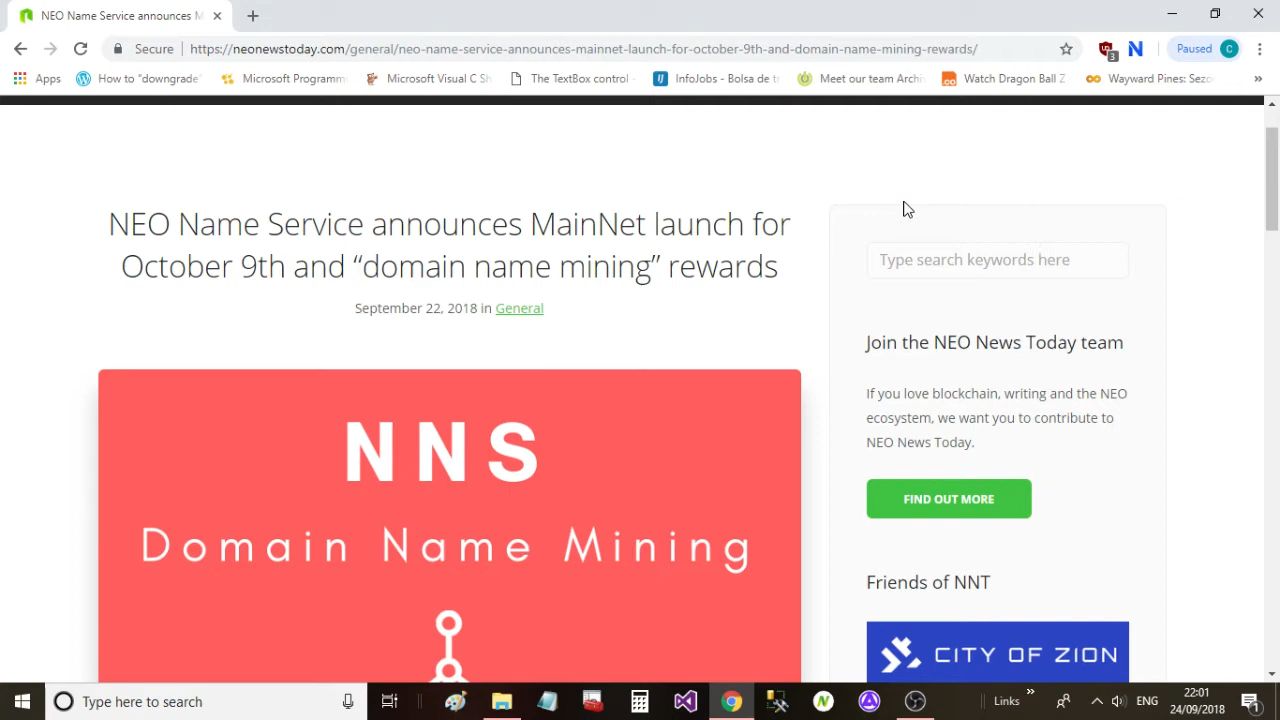 NEO Name Service announces M
Secure
https://neonewstoday.com/general/neo-name-service-announces-mainnet-launch-for-october-9th-and-domain-name-mining-rewards/
3
Paused
C
Apps
How to "downgrade
Microsoft Programm
Microsoft Visual C Sh
The TextBox control -
InfoJobs - Bolsa de t
Meet our team Archi
Watch Dragon Ball Z
Wayward Pines: Sezo
NEO Name Service announces MainNet launch for
October 9th and “domain name mining” rewards
September 22, 2018 in General
NNS
Domain Name Mining
Type search keywords here
Join the NEO News Today team
If you love blockchain, writing and the NEO
ecosystem, we want you to contribute to
NEO News Today.
FIND OUT MORE
Friends of NNT
CITY OF ZION
Type here to search
Links
ENG
22:01
24/09/2018
1